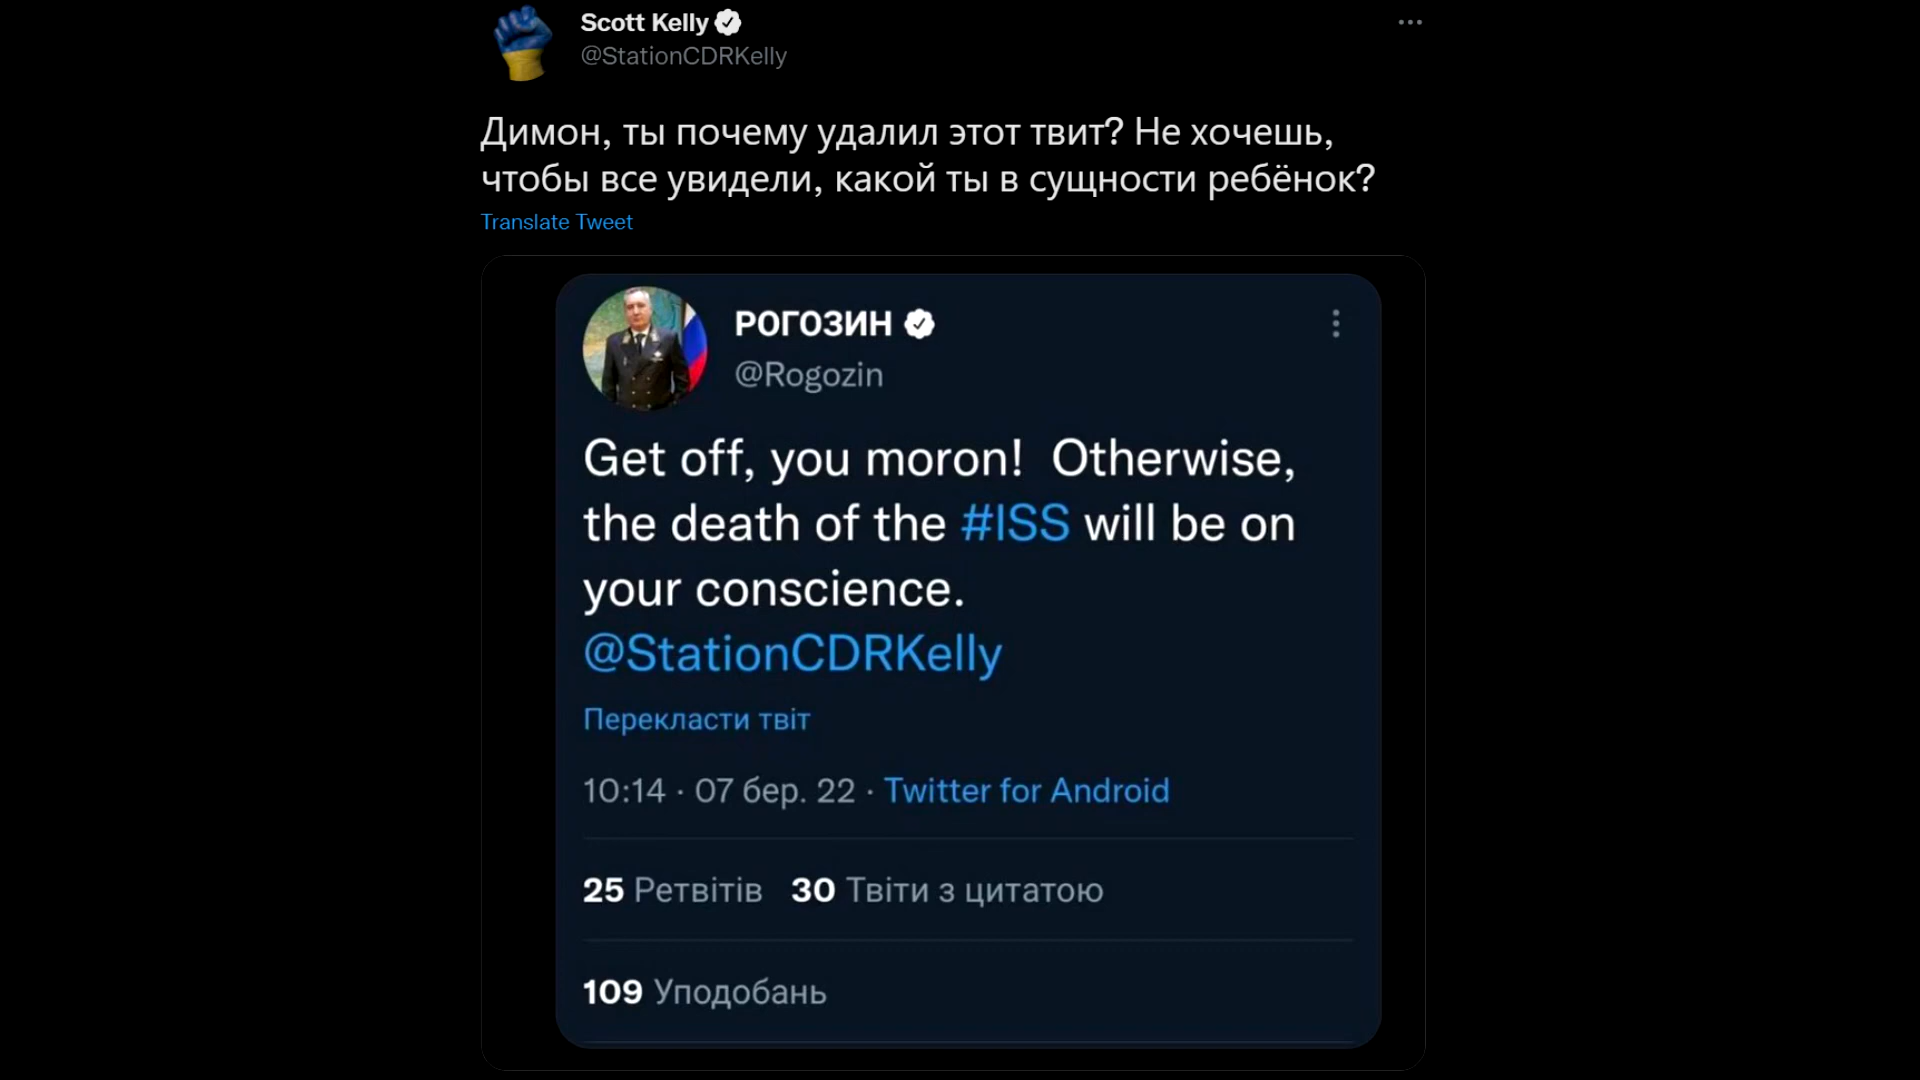 Scott Kelly
@StationCDRKelly
Димон, ты почему удалил этот твит? Не хочешь,
чтобы все увидели, какой ты в сущности ребёнок?
Translate Tweet
РОГОЗИН
@Rogozin
Get off, you moron!  Otherwise,
the death of the #ISS will be on
your conscience.
@StationCDRKelly
Перекласти твіт
10:14 · 07 бер. 22 · Twitter for Android
25 Ретвітів 30 Твіти з цитатою
109 Уподобань